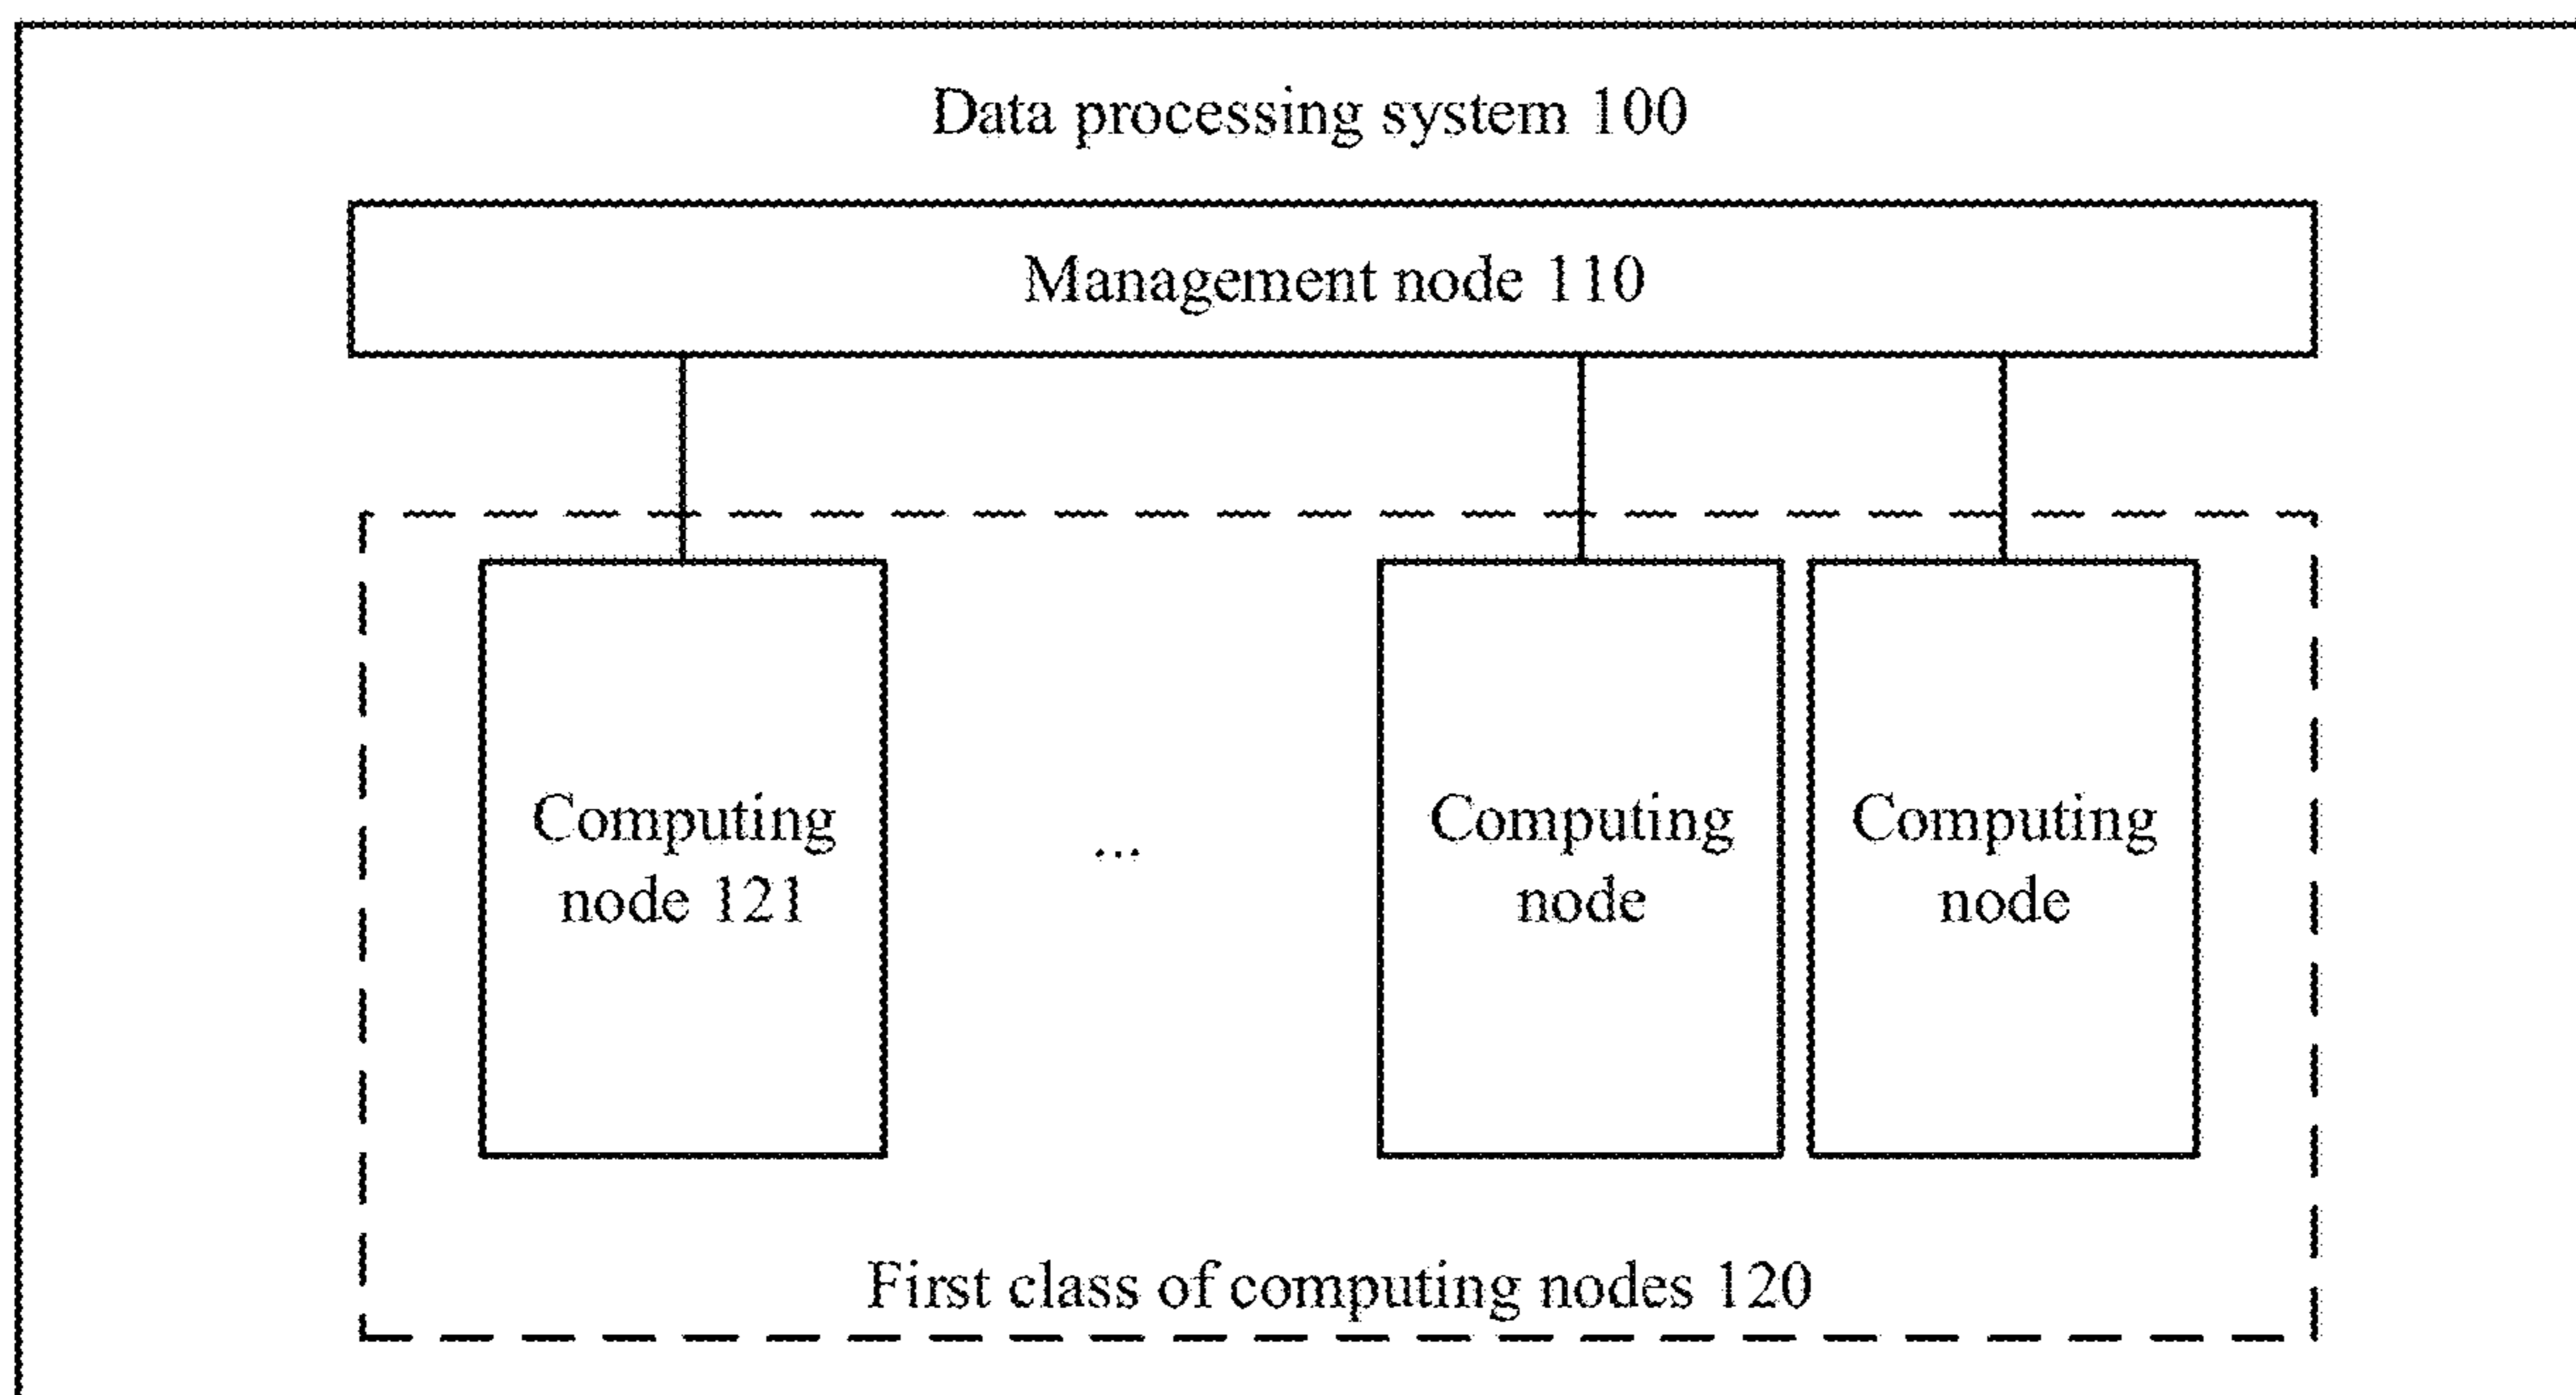 Data processing system 100
Management node 110
Computing
node 121
...
Computing
node
Computing
node
First class of computing nodes 120